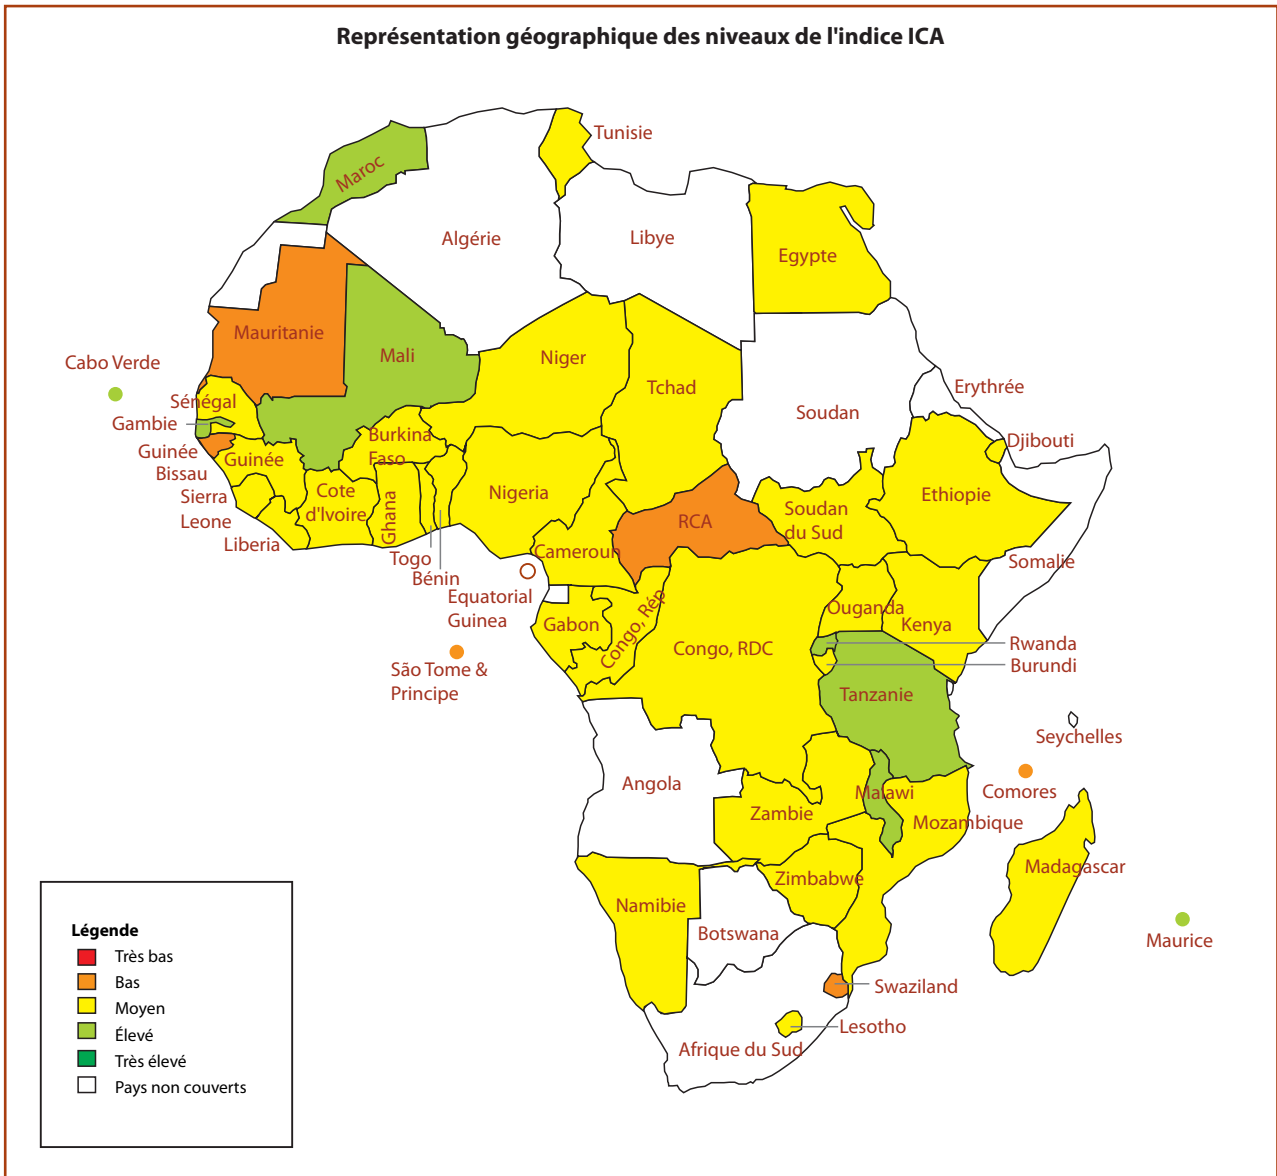 Représentation géographique des niveaux de l'indice ICA
Tunisie
Maroc
Algérie
Libye
Egypte
Mauritanie
Mali
Niger
Tchad
Cabo Verde
Soudan
Erythrée
Sénégal
Gambie
Burkina
Faso
Djibouti
Guinée
Bissau
Guinée
Sierra
Leone
Cote
d'Ivoire
Ghana
Nigeria
RCA
Soudan
du Sud
Ethiopie
Liberia
Togo
Bénin
Cameroun
Somalie
Equatorial
Guinea
Gabon
Congo, Rép
Congo, RDC
Ouganda
Kenya
Rwanda
Burundi
São Tome &
Principe
Tanzanie
Seychelles
Angola
Malawi
Comores
Zambie
Mozambique
Madagascar
Zimbabwe
Namibie
Botswana
Maurice
Swaziland
Lesotho
Afrique du Sud
Légende
Très bas
Bas
Moyen
Élevé
Très élevé
Pays non couverts